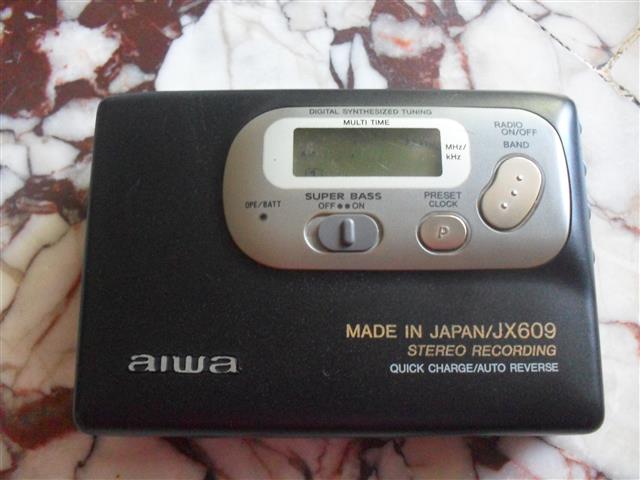 DIGITAL SYNTHESIZED TUNING
MULTI TIME
MHz/
kHz
RADIO
ON/OFF
BAND
OPE/BATT
SUPER BASS
OFF ●● ON
PRESET
CLOCK
P
MADE IN JAPAN/JX609
STEREO RECORDING
QUICK CHARGE/AUTO REVERSE
aiwa